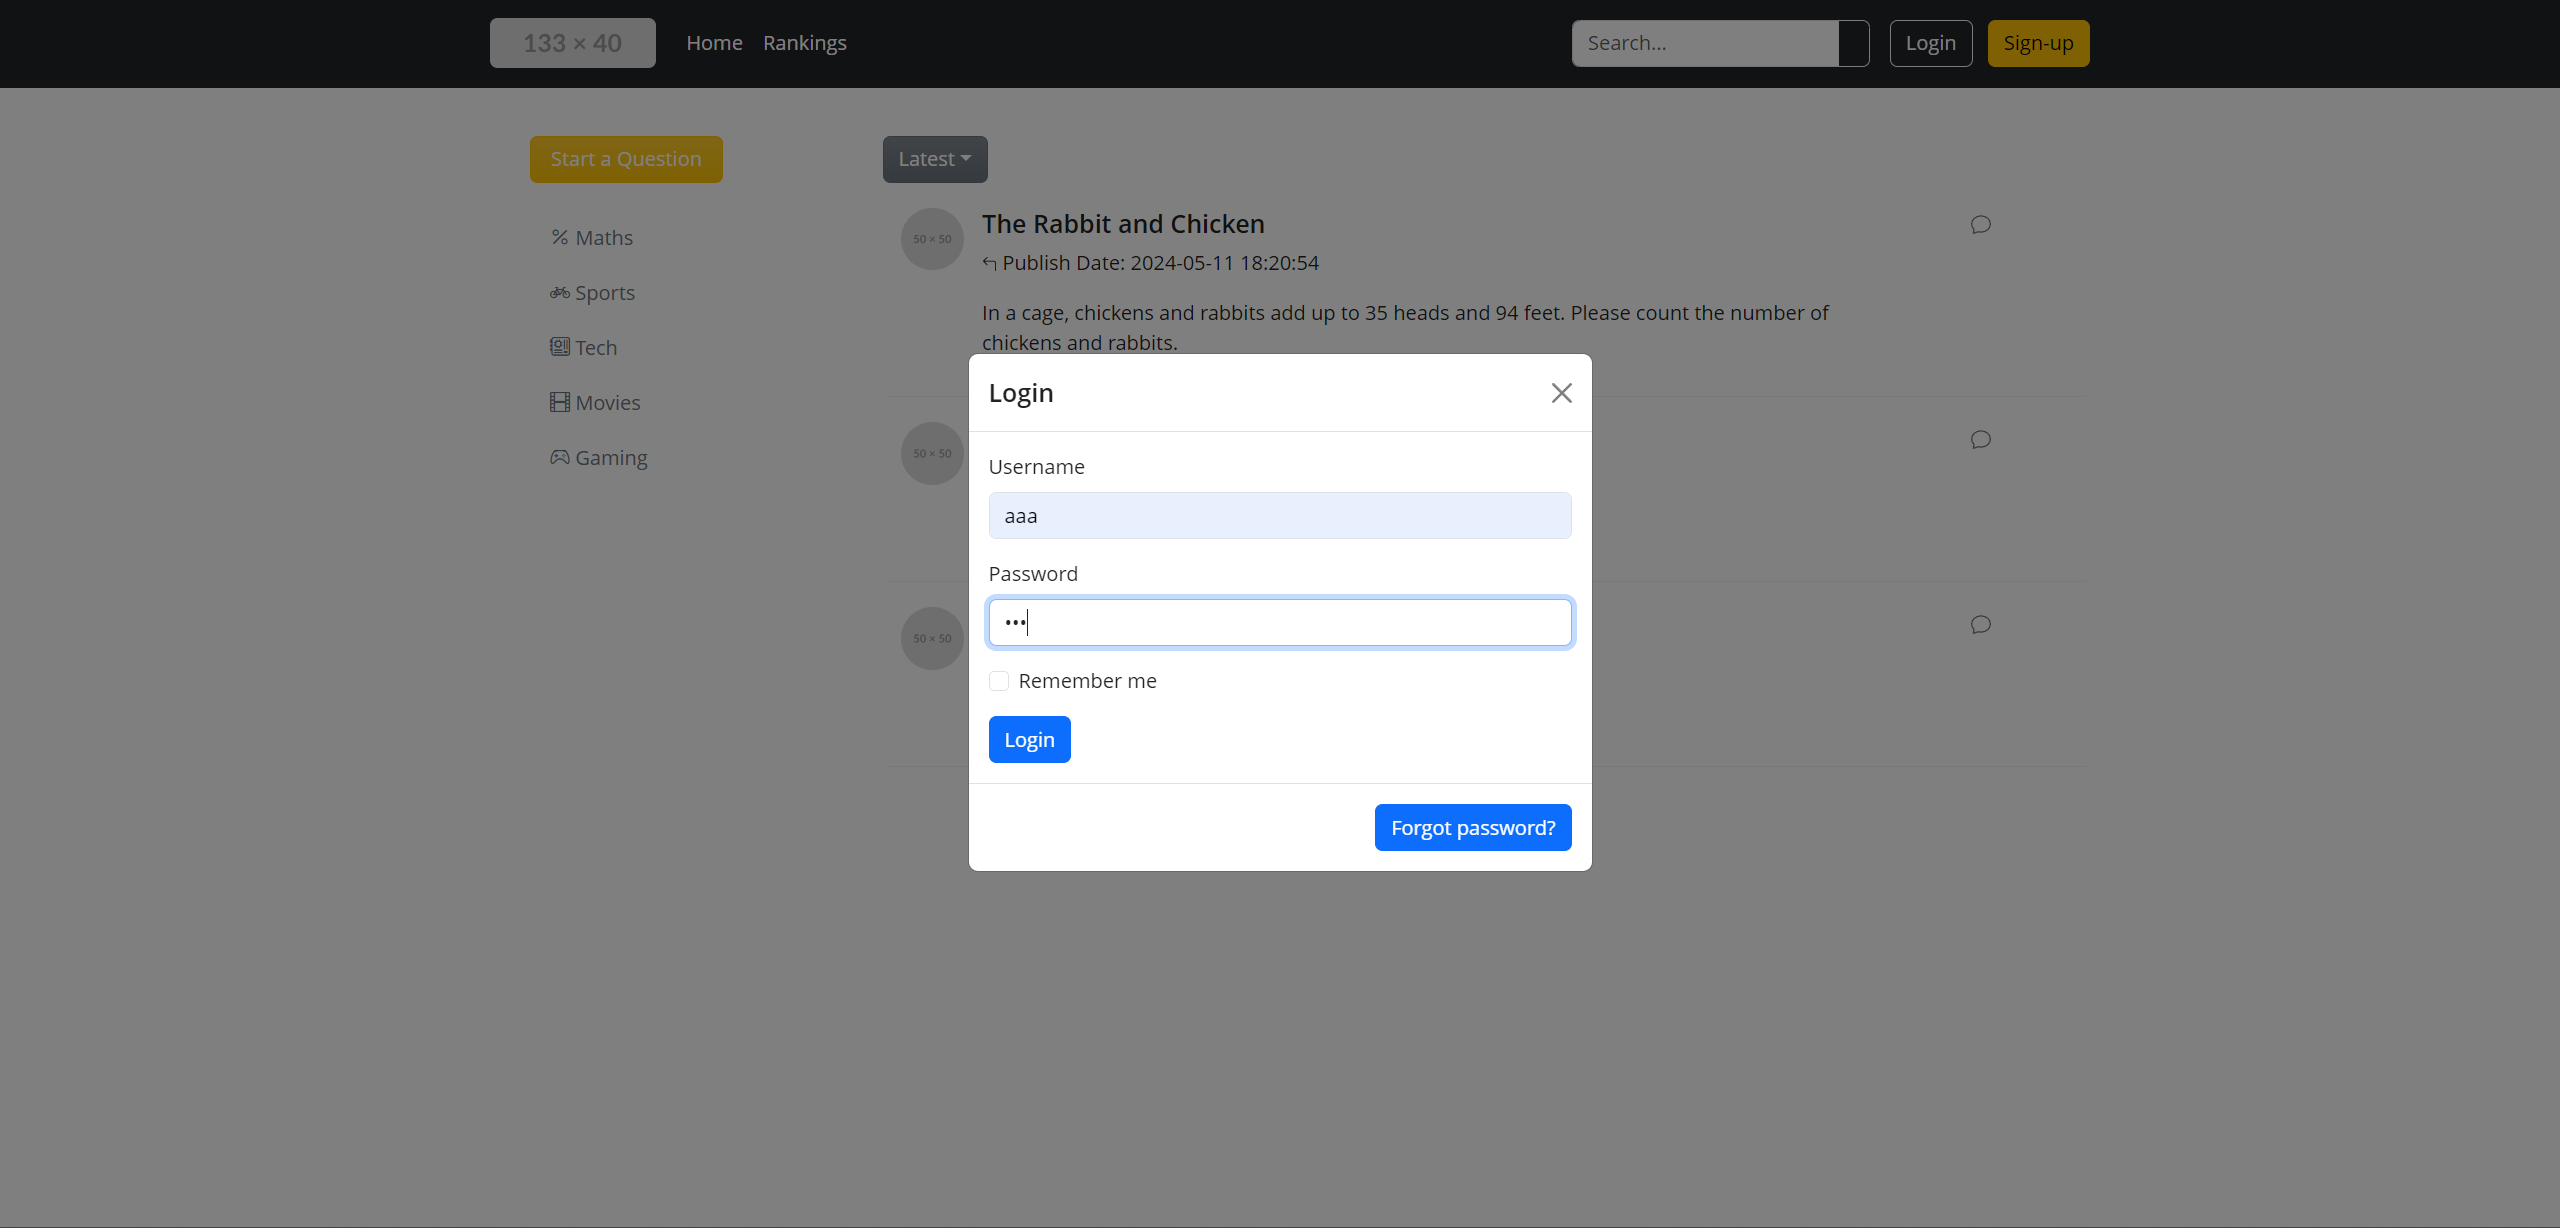 133 × 40
Home Rankings
Search... Login Sign-up
Start a Question
Latest
Maths
Sports
Tech
Movies
Gaming
50 × 50
The Rabbit and Chicken
Publish Date: 2024-05-11 18:20:54
In a cage, chickens and rabbits add up to 35 heads and 94 feet. Please count the number of
chickens and rabbits.
50 × 50
50 × 50
Login
Username
aaa
Password
•••
Remember me
Login
Forgot password?